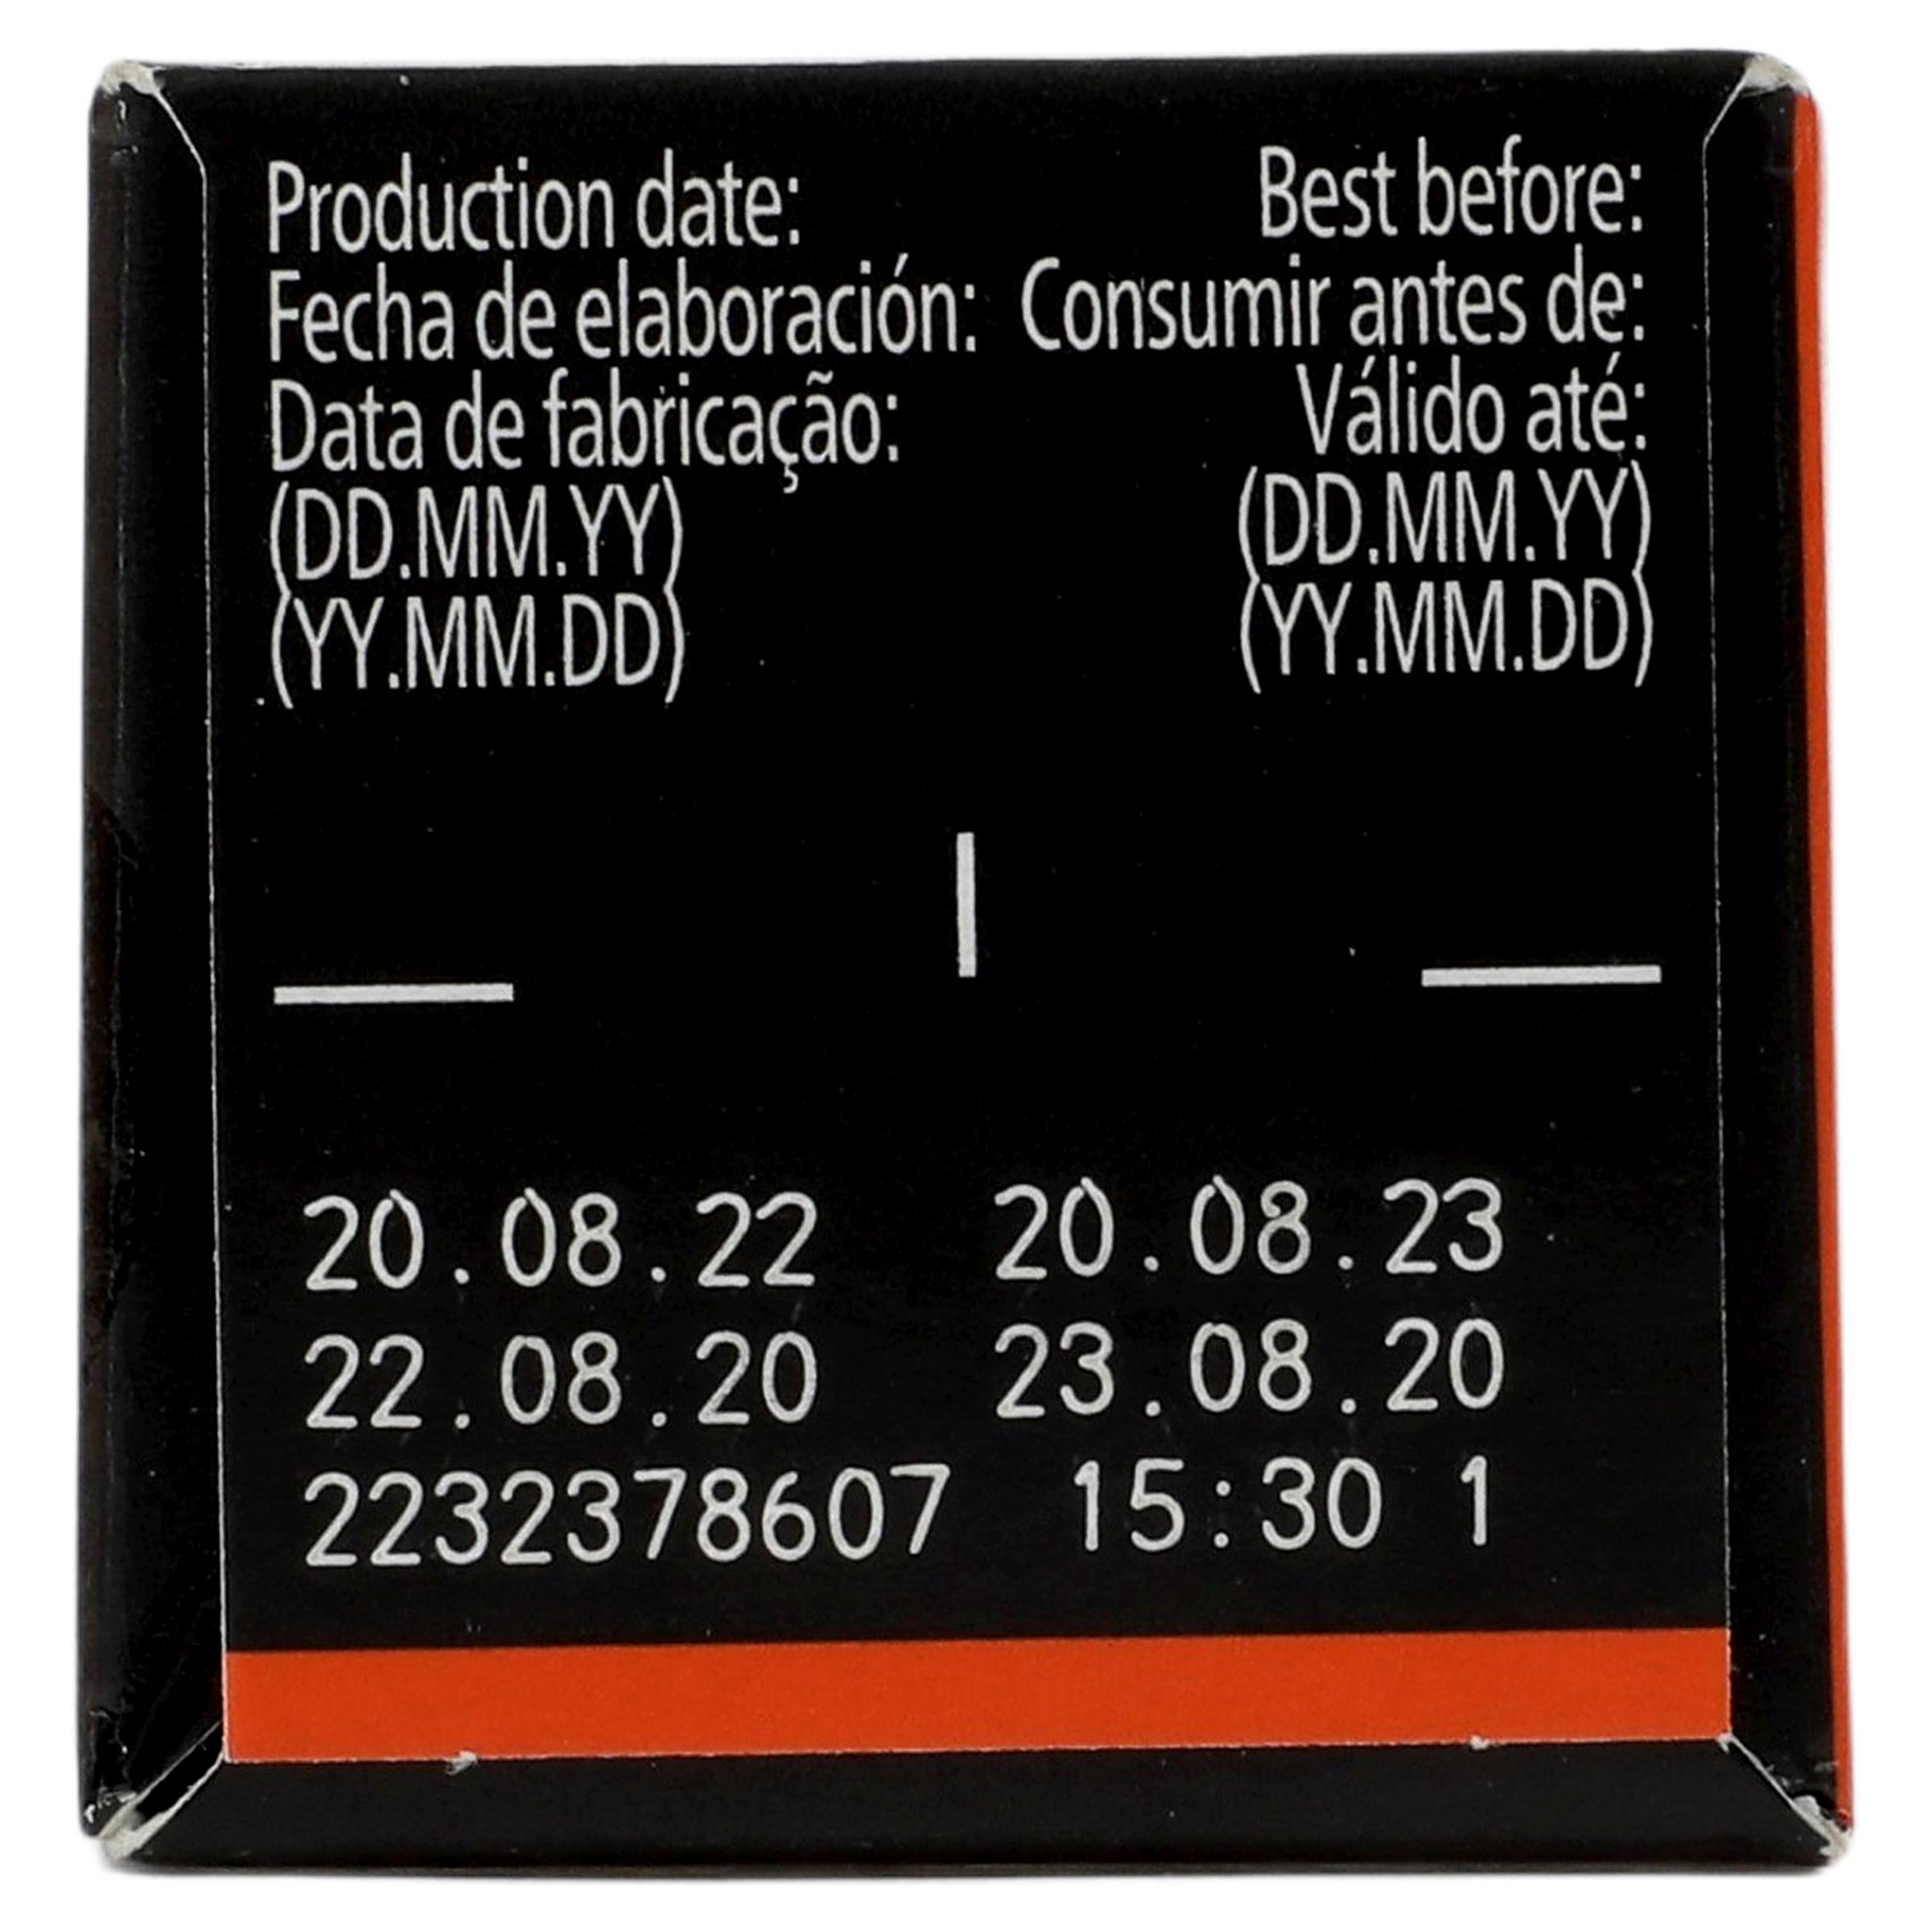 Production date: Best before:
Fecha de elaboración: Consumir antes de:
Data de fabricação: Válido até:
(DD.MM.YY) (DD.MM.YY)
(YY.MM.DD) (YY.MM.DD)
20.08.22 20.08.23
22.08.20 23.08.20
2232378607 15:30 1